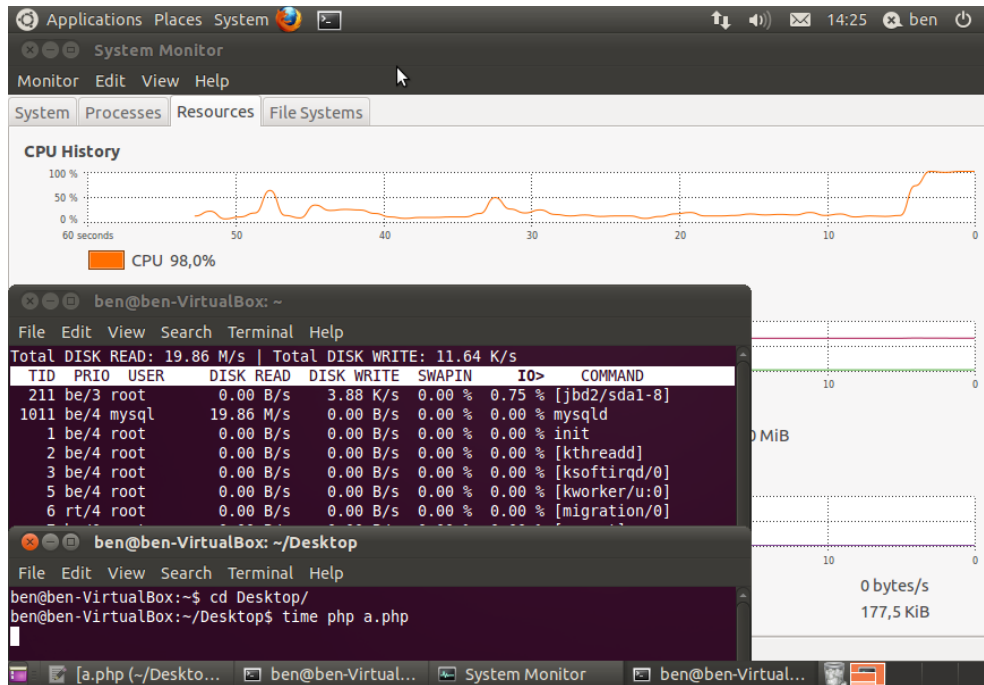 Applications Places System 14:25 ben
System Monitor
Monitor Edit View Help
System Processes Resources File Systems
CPU History
100 %
50 %
0 %
60 seconds 50 40 30 20 10 0
CPU 98,0%
ben@ben-VirtualBox: ~
File Edit View Search Terminal Help
Total DISK READ: 19.86 M/s | Total DISK WRITE: 11.64 K/s
TID PRIO USER DISK READ DISK WRITE SWAPIN IO> COMMAND
211 be/3 root 0.00 B/s 3.88 K/s 0.00 % 0.75 % [jbd2/sda1-8]
1011 be/4 mysql 19.86 M/s 0.00 B/s 0.00 % 0.00 % mysqld
1 be/4 root 0.00 B/s 0.00 B/s 0.00 % 0.00 % init
2 be/4 root 0.00 B/s 0.00 B/s 0.00 % 0.00 % [kthreadd]
3 be/4 root 0.00 B/s 0.00 B/s 0.00 % 0.00 % [ksoftirqd/0]
5 be/4 root 0.00 B/s 0.00 B/s 0.00 % 0.00 % [kworker/u:0]
6 rt/4 root 0.00 B/s 0.00 B/s 0.00 % 0.00 % [migration/0]
10 0
MiB
10 0
0 bytes/s
177,5 KiB
ben@ben-VirtualBox: ~/Desktop
File Edit View Search Terminal Help
ben@ben-VirtualBox:~$ cd Desktop/
ben@ben-VirtualBox:~/Desktop$ time php a.php
[a.php (~/Deskto... ben@ben-Virtual... System Monitor ben@ben-Virtual...